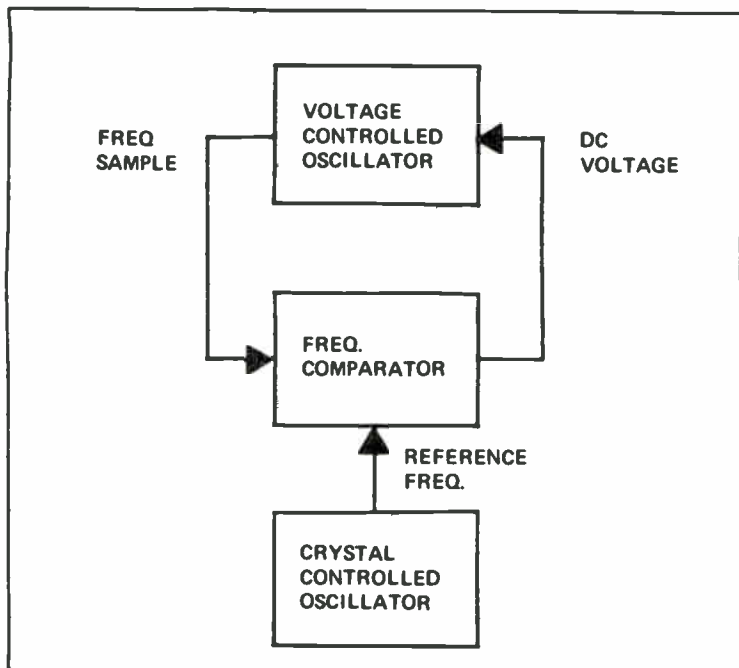 VOLTAGE
CONTROLLED
OSCILLATOR
FREQ
SAMPLE
DC
VOLTAGE
FREQ.
COMPARATOR
REFERENCE
FREQ.
CRYSTAL
CONTROLLED
OSCILLATOR